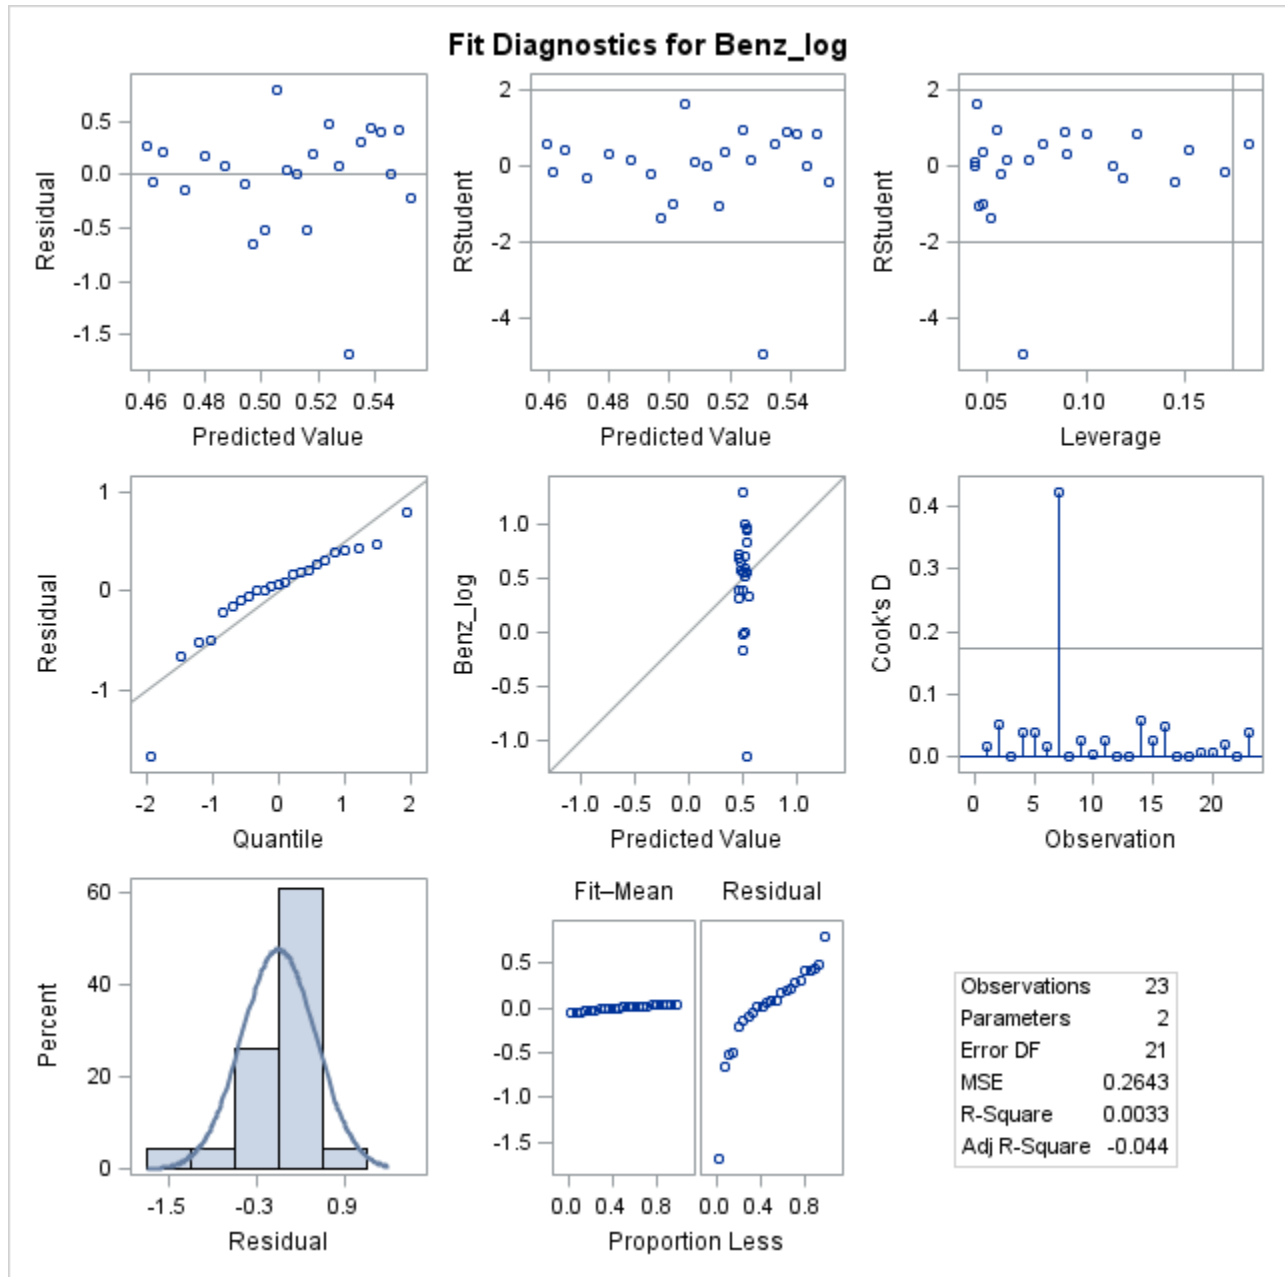 Fit Diagnostics for Benz_log
0.5
0.0
-0.5
-1.0
-1.5
Residual
0.46 0.48 0.50 0.52 0.54
Predicted Value
2
0
-2
-4
RStudent
0.46 0.48 0.50 0.52 0.54
Predicted Value
2
0
-2
-4
RStudent
0.05 0.10 0.15
Leverage
1
0
-1
Residual
-2 -1 0 1 2
Quantile
1.0
0.5
0.0
-0.5
-1.0
Benz_log
-1.0 -0.5 0.0 0.5 1.0
Predicted Value
0.4
0.3
0.2
0.1
0.0
Cook's D
0 5 10 15 20
Observation
60
40
20
0
Percent
-1.5 -0.3 0.9
Residual
Fit–Mean Residual
0.5
0.0
-0.5
-1.0
-1.5
0.0 0.4 0.8 0.0 0.4 0.8
Proportion Less
Observations 23
Parameters 2
Error DF 21
MSE 0.2643
R-Square 0.0033
Adj R-Square -0.044